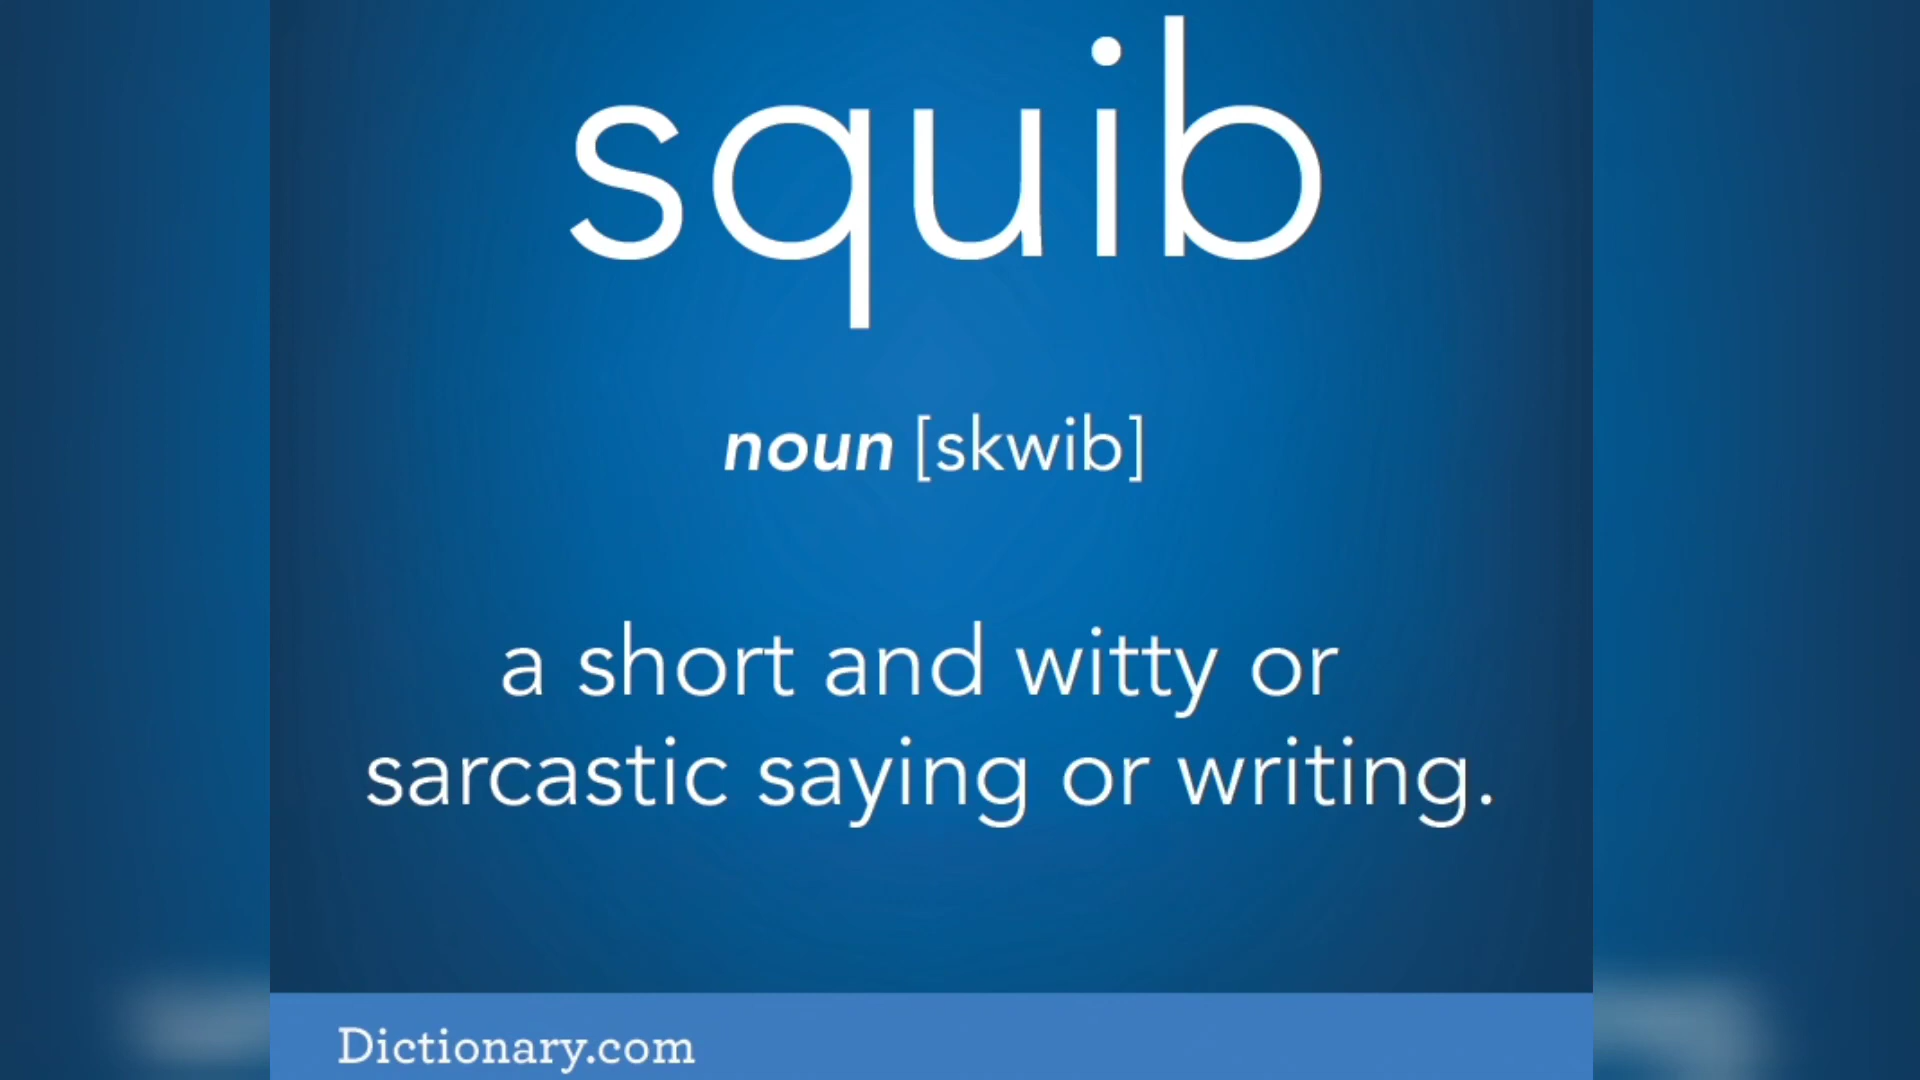 squib
noun [skwib]
a short and witty or
sarcastic saying or writing.
Dictionary.com